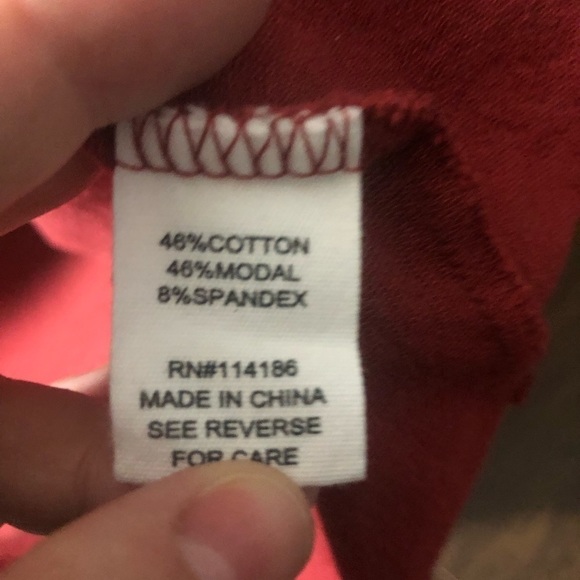 46%COTTON
46%MODAL
8%SPANDEX
RN#114186
MADE IN CHINA
SEE REVERSE
FOR CARE